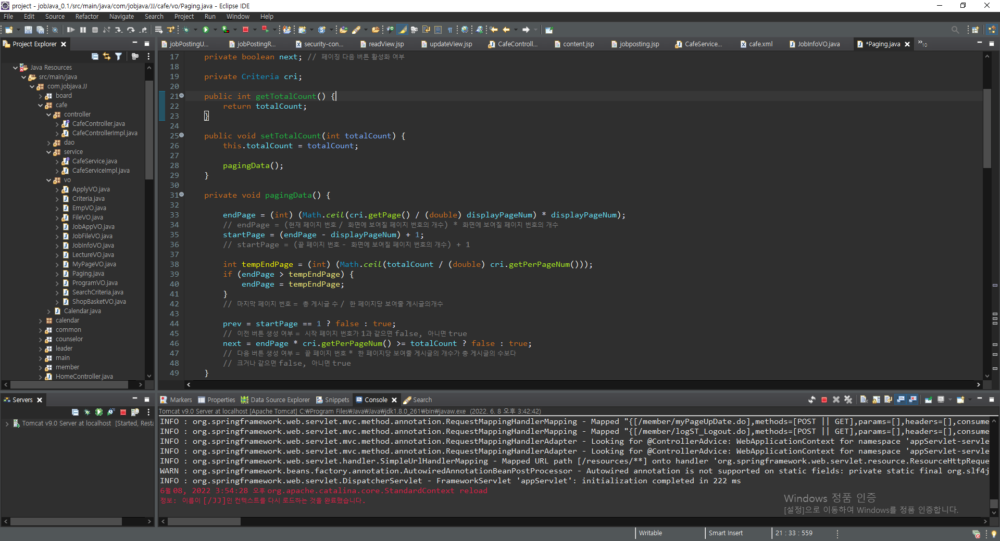 project - jobJava_0.1/src/main/java/com/jobjava/JJ/cafe/vo/Paging.java - Eclipse IDE
File Edit Source Refactor Navigate Search Project Run Window Help
Project Explorer
jobPostingU... jobPostingR... security-con... readView.jsp updateView.jsp CafeControll... content.jsp jobposting.jsp CafeService... cafe.xml JobInfoVO.java *Paging.java »10
Java Resources
src/main/java
com.jobjava.JJ
board
cafe
controller
CafeController.java
CafeControllerImpl.java
dao
service
CafeService.java
CafeServiceImpl.java
vo
ApplyVO.java
Criteria.java
EmpVO.java
FileVO.java
JobAppVO.java
JobFileVO.java
JobInfoVO.java
LectureVO.java
MyPageVO.java
Paging.java
ProgramVO.java
SearchCriteria.java
ShopBasketVO.java
Calendar.java
calendar
common
counselor
leader
main
member
HomeController.java
17 private boolean next; // 페이징 다음 버튼 활성화 여부
18
19 private Criteria cri;
20
21 public int getTotalCount() {
22 return totalCount;
23 }
24
25 public void setTotalCount(int totalCount) {
26 this.totalCount = totalCount;
27
28 pagingData();
29 }
30
31 private void pagingData() {
32
33 endPage = (int) (Math.ceil(cri.getPage() / (double) displayPageNum) * displayPageNum);
34 // endPage = (현재 페이지 번호 / 화면에 보여질 페이지 번호의 개수) * 화면에 보여질 페이지 번호의 개수
35 startPage = (endPage - displayPageNum) + 1;
36 // startPage = (끝 페이지 번호 - 화면에 보여질 페이지 번호의 개수) + 1
37
38 int tempEndPage = (int) (Math.ceil(totalCount / (double) cri.getPerPageNum()));
39 if (endPage > tempEndPage) {
40 endPage = tempEndPage;
41 }
42 // 마지막 페이지 번호 = 총 게시글 수 / 한 페이지당 보여줄 게시글의개수
43
44 prev = startPage == 1 ? false : true;
45 // 이전 버튼 생성 여부 = 시작 페이지 번호가 1과 같으면 false, 아니면 true
46 next = endPage * cri.getPerPageNum() >= totalCount ? false : true;
47 // 다음 버튼 생성 여부 = 끝 페이지 번호 * 한 페이지당 보여줄 게시글의 개수가 총 게시글의 수보다
48 // 크거나 같으면 false, 아니면 true
49 }
Servers
Tomcat v9.0 Server at localhost [Started, Resta
Markers Properties Data Source Explorer Snippets Console Search
Tomcat v9.0 Server at localhost [Apache Tomcat] C:₩Program Files₩Java₩Java₩jdk1.8.0_261₩bin₩javaw.exe (2022. 6. 8 오후 3:42:42)
INFO : org.springframework.web.servlet.mvc.method.annotation.RequestMappingHandlerMapping - Mapped "{[/member/myPageUpDate.do],methods=[POST || GET],params=[],headers=[],consume
INFO : org.springframework.web.servlet.mvc.method.annotation.RequestMappingHandlerMapping - Mapped "{[/member/logST_Logout.do],methods=[POST || GET],params=[],headers=[],consume
INFO : org.springframework.web.servlet.mvc.method.annotation.RequestMappingHandlerAdapter - Looking for @ControllerAdvice: WebApplicationContext for namespace 'appServlet-servle
INFO : org.springframework.web.servlet.mvc.method.annotation.RequestMappingHandlerAdapter - Looking for @ControllerAdvice: WebApplicationContext for namespace 'appServlet-servle
INFO : org.springframework.web.servlet.handler.SimpleUrlHandlerMapping - Mapped URL path [/resources/**] onto handler 'org.springframework.web.servlet.resource.ResourceHttpReque
WARN : org.springframework.beans.factory.annotation.AutowiredAnnotationBeanPostProcessor - Autowired annotation is not supported on static fields: private static final org.slf4j
INFO : org.springframework.web.servlet.DispatcherServlet - FrameworkServlet 'appServlet': initialization completed in 222 ms
6월 08, 2022 3:54:28 오후 org.apache.catalina.core.StandardContext reload
정보: 이름이 [/JJ]인 컨텍스트를 다시 로드하는 것을 완료했습니다.
Windows 정품 인증
[설정]으로 이동하여 Windows를 정품 인증합니다.
Writable Smart Insert 21 : 33 : 559